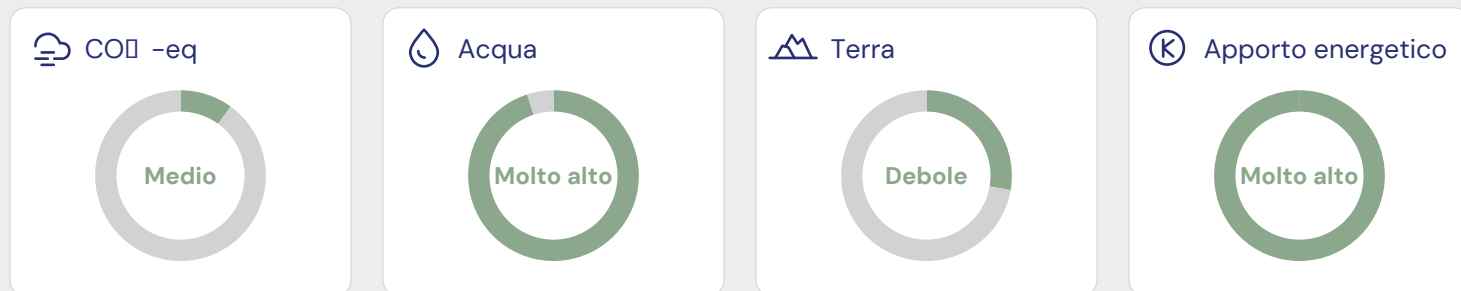 CO▯ -eq
Acqua
Terra
Apporto energetico
Medio
Molto alto
Debole
Molto alto